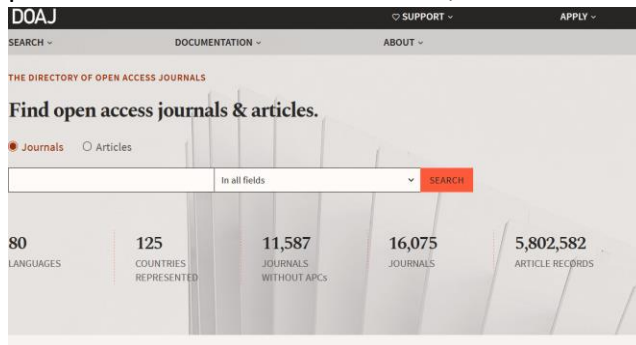 DOAJ
SUPPORT
APPLY
SEARCH
DOCUMENTATION
ABOUT
THE DIRECTORY OF OPEN ACCESS JOURNALS
Find open access journals & articles.
Journals
Articles
In all fields
SEARCH
80
LANGUAGES
125
COUNTRIES
REPRESENTED
11,587
JOURNALS
WITHOUT APCs
16,075
JOURNALS
5,802,582
ARTICLE RECORDS